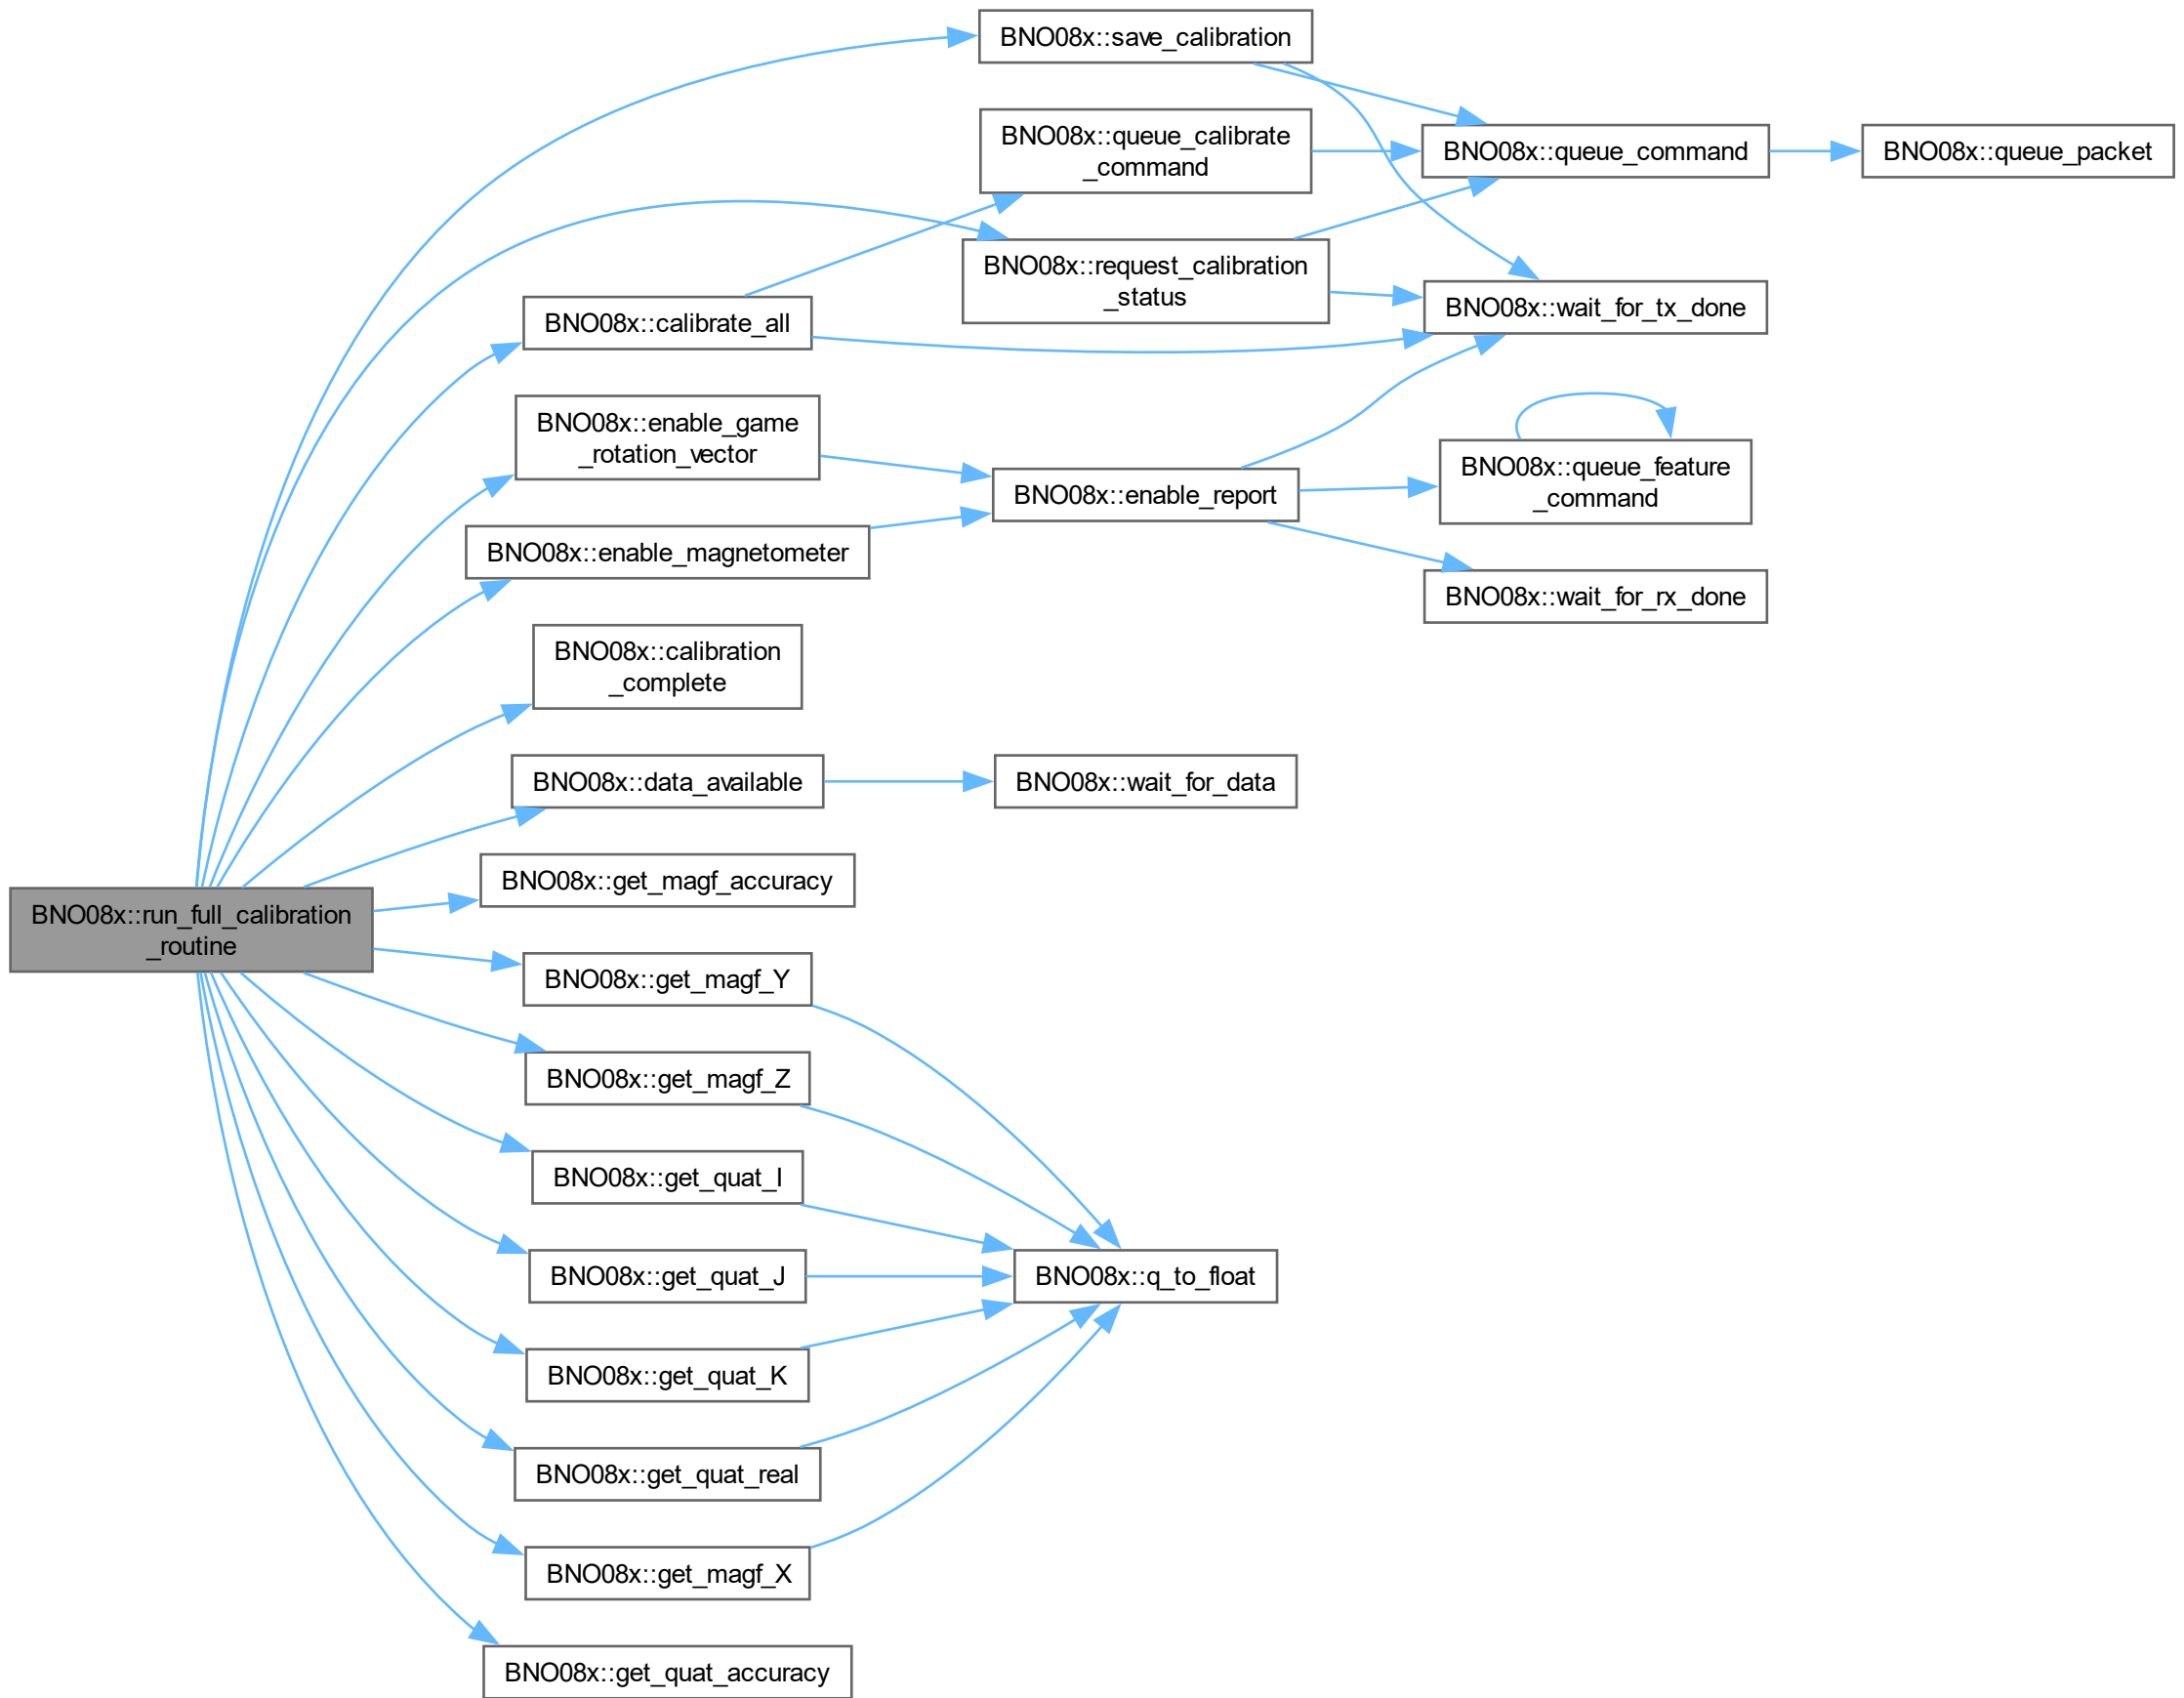 BNO08x::save_calibration
BNO08x::queue_calibrate
_command
BNO08x::queue_command
BNO08x::queue_packet
BNO08x::request_calibration
_status
BNO08x::calibrate_all
BNO08x::wait_for_tx_done
BNO08x::enable_game
_rotation_vector
BNO08x::enable_report
BNO08x::queue_feature
_command
BNO08x::enable_magnetometer
BNO08x::wait_for_rx_done
BNO08x::calibration
_complete
BNO08x::data_available
BNO08x::wait_for_data
BNO08x::get_magf_accuracy
BNO08x::run_full_calibration
_routine
BNO08x::get_magf_Y
BNO08x::get_magf_Z
BNO08x::get_quat_I
BNO08x::get_quat_J
BNO08x::q_to_float
BNO08x::get_quat_K
BNO08x::get_quat_real
BNO08x::get_magf_X
BNO08x::get_quat_accuracy